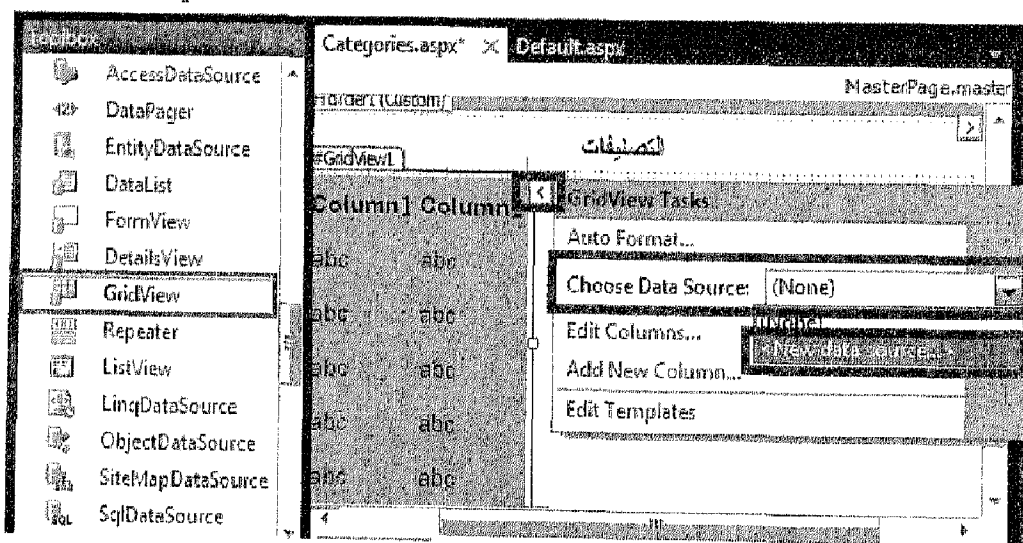 Toolbox
AccessDataSource
DataPager
EntityDataSource
DataList
FormView
DetailsView
GridView
Repeater
ListView
LinqDataSource
ObjectDataSource
SiteMapDataSource
SqlDataSource
Categories.aspx* × Default.aspx
MasterPage.master
(Custom)
التصنيفات
#GridView1
Column1 Column
abc abc
abc abc
abc abc
abc abc
abc abc
GridView Tasks
Auto Format...
Choose Data Source: (None)
(None)
<New data source...>
Edit Columns...
Add New Column...
Edit Templates